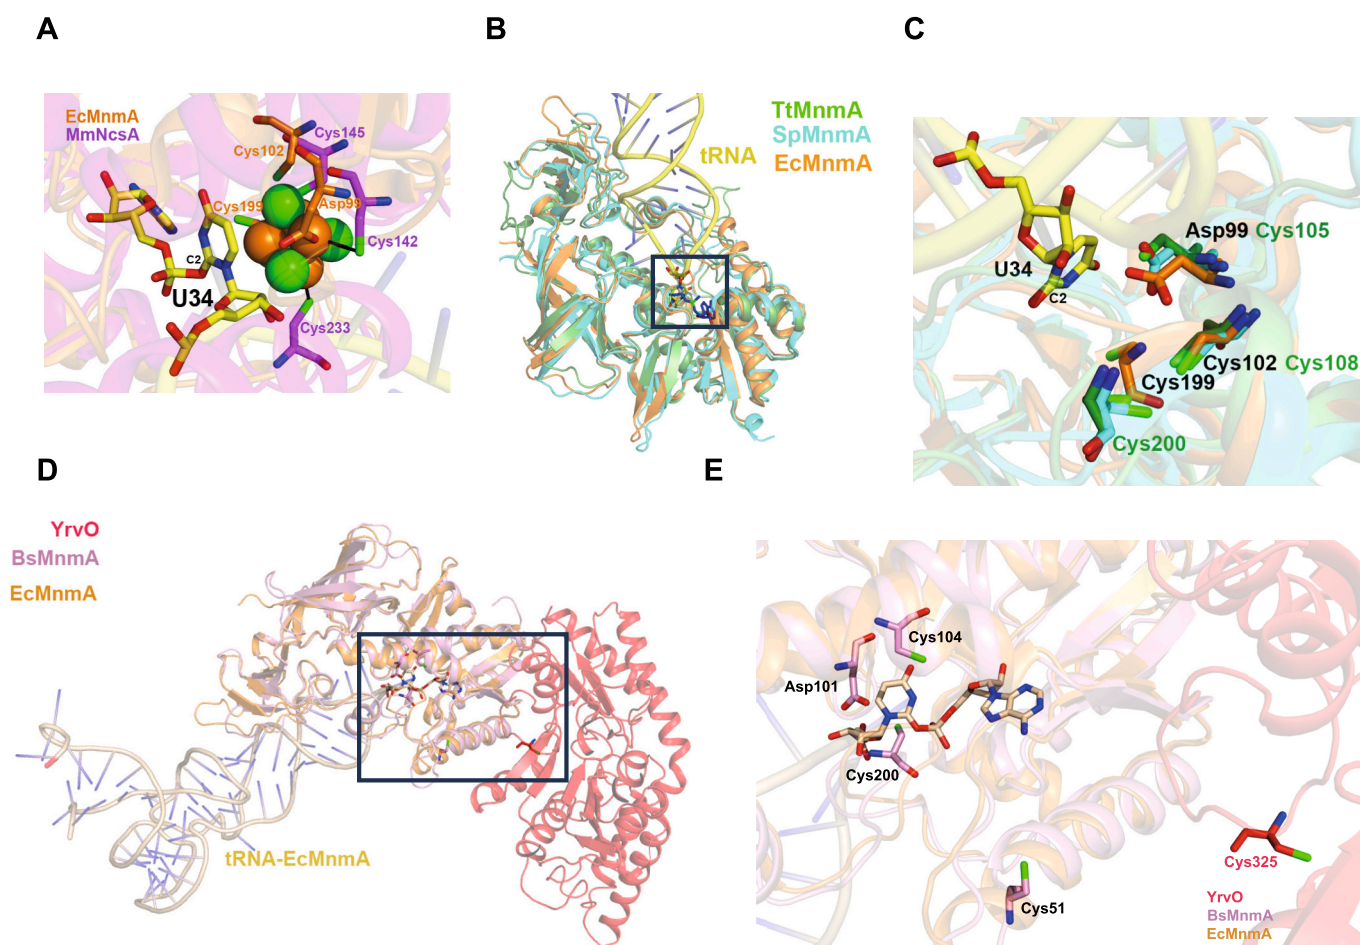 A
EcMnmA
MmNcsA
Cys145
Cys102
Cys199
Asp99
Cys142
C2
U34
Cys233
B
TtMnmA
SpMnmA
EcMnmA
tRNA
C
Asp99 Cys105
U34
C2
Cys102 Cys108
Cys199
Cys200
D
YrvO
BsMnmA
EcMnmA
tRNA-EcMnmA
E
Cys104
Asp101
Cys200
Cys325
Cys51
YrvO
BsMnmA
EcMnmA